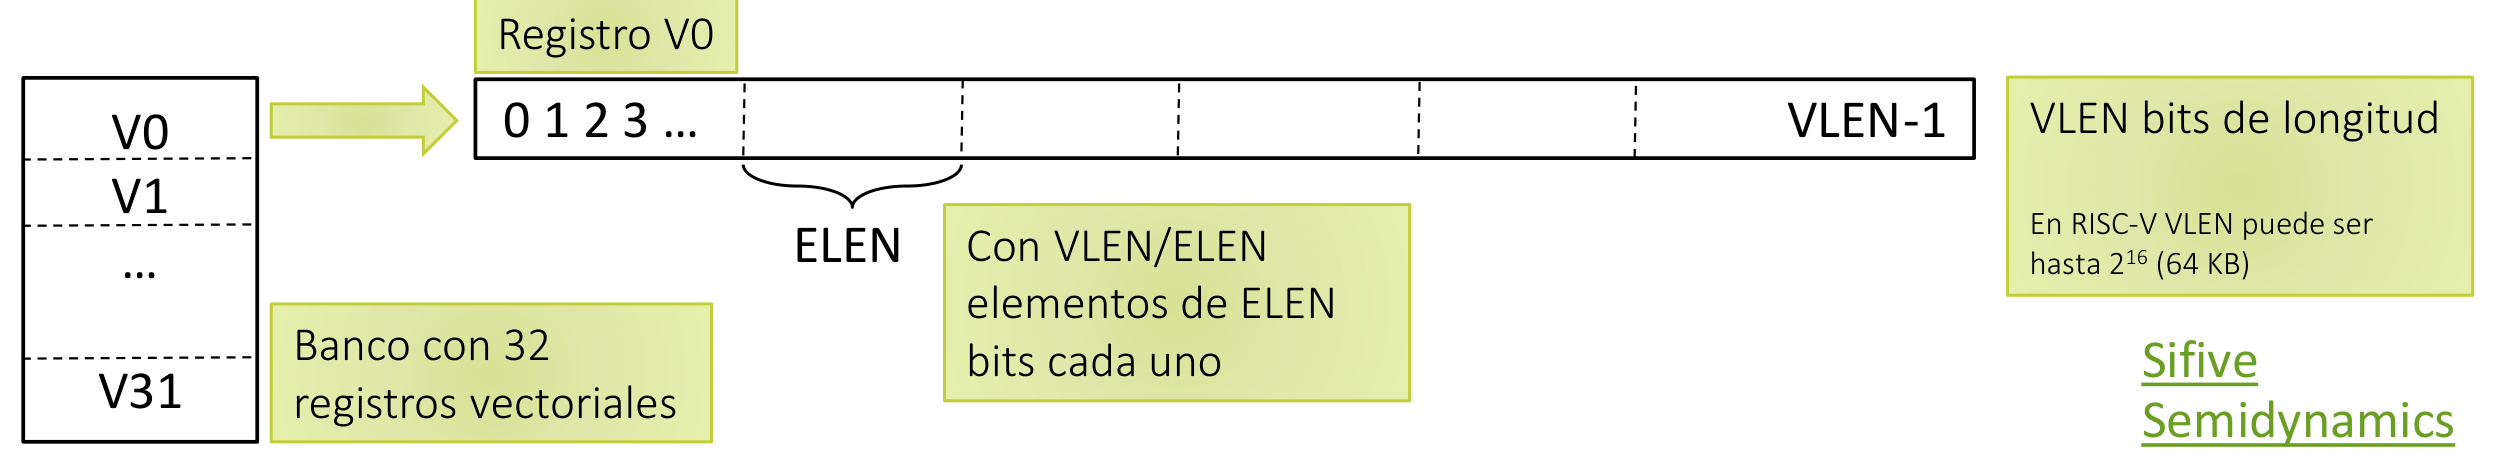 Registro V0
V0
V1
...
V31
0 1 2 3 ...
VLEN-1
ELEN
Banco con 32
registros vectoriales
Con VLEN/ELEN
elementos de ELEN
bits cada uno
VLEN bits de longitud
En RISC-V VLEN puede ser
hasta 2¹⁶ (64 KB)
Sifive
Semidynamics